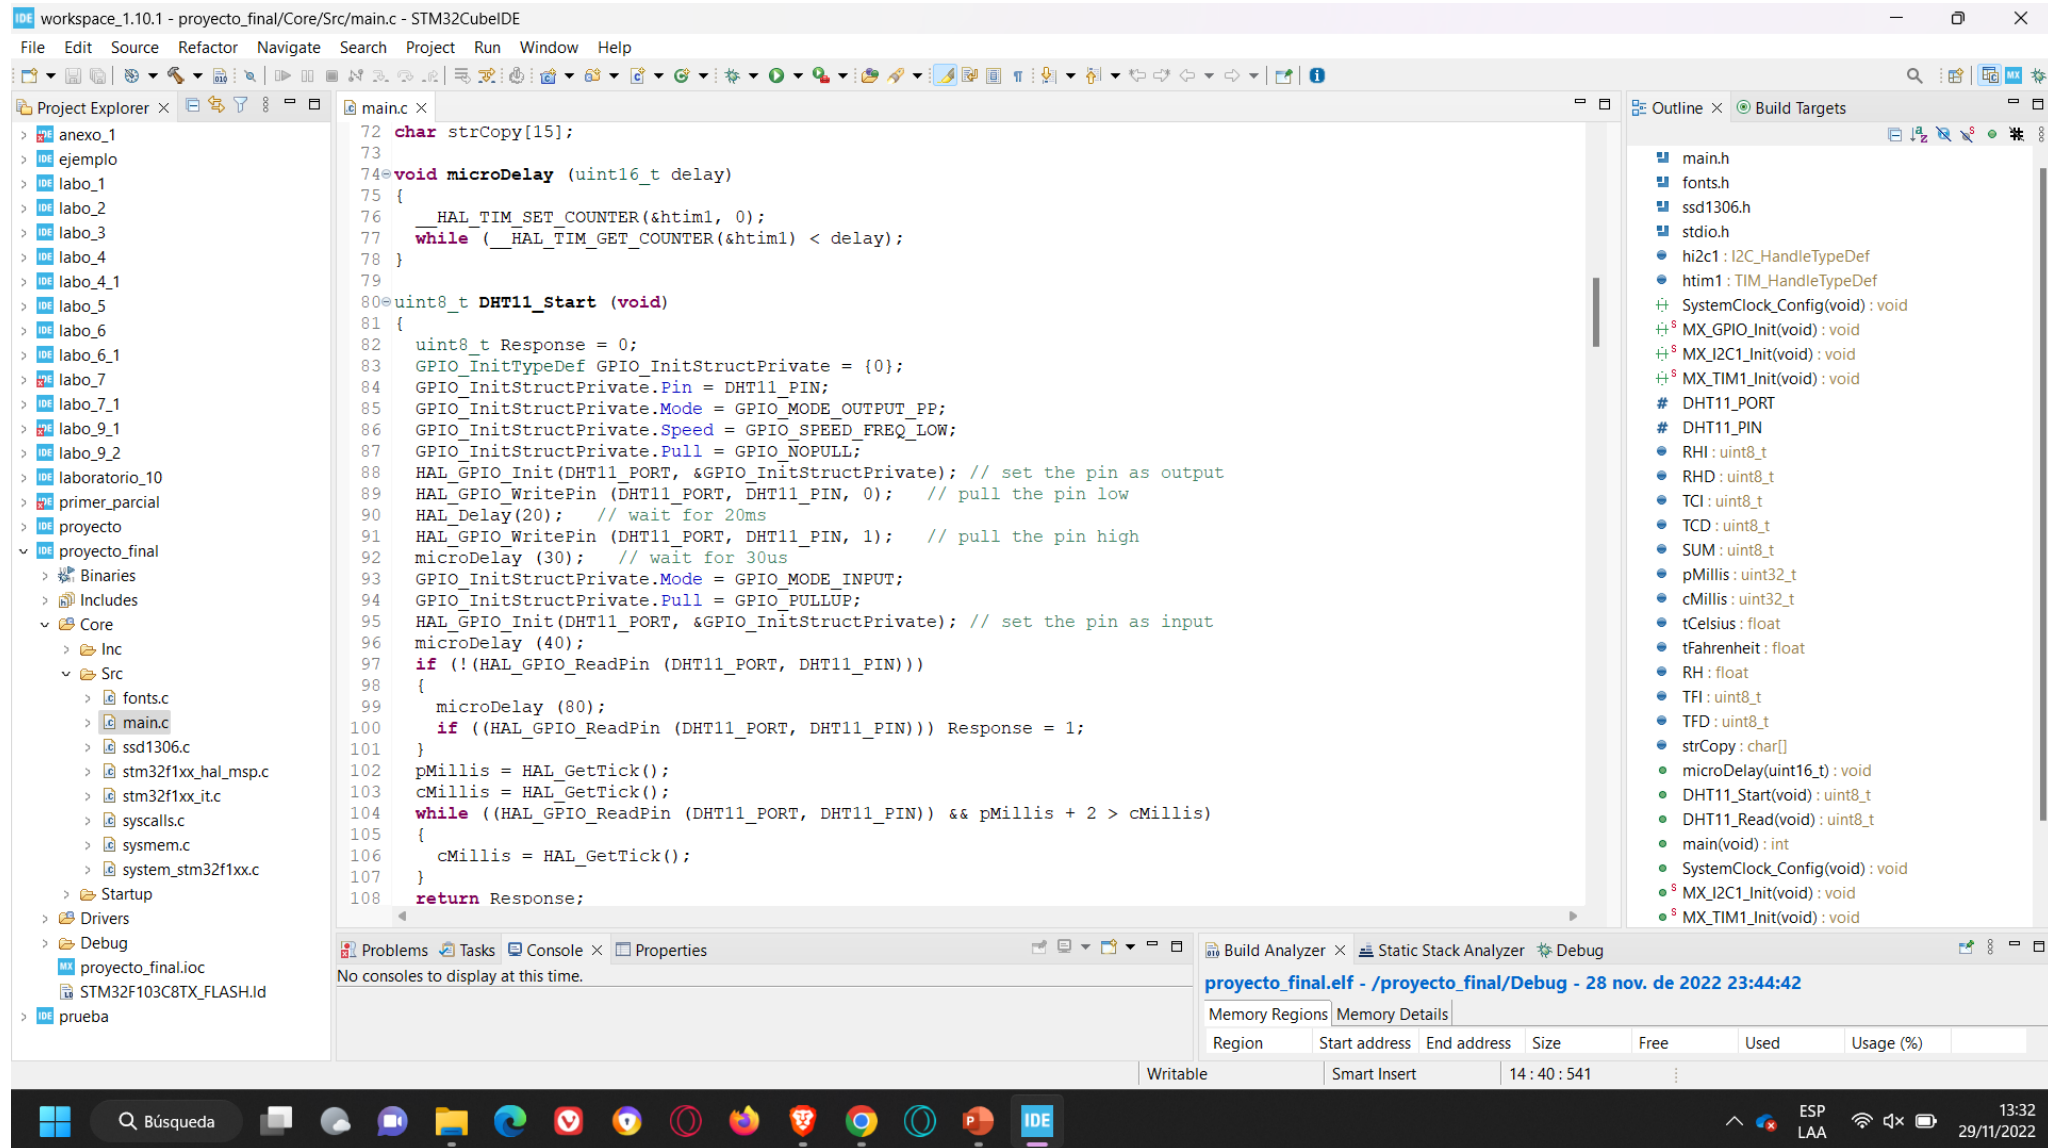 IDE workspace_1.10.1 - proyecto_final/Core/Src/main.c - STM32CubeIDE
File Edit Source Refactor Navigate Search Project Run Window Help
Project Explorer
anexo_1
ejemplo
labo_1
labo_2
labo_3
labo_4
labo_4_1
labo_5
labo_6
labo_6_1
labo_7
labo_7_1
labo_9_1
labo_9_2
laboratorio_10
primer_parcial
proyecto
proyecto_final
Binaries
Includes
Core
Inc
Src
fonts.c
main.c
ssd1306.c
stm32f1xx_hal_msp.c
stm32f1xx_it.c
syscalls.c
sysmem.c
system_stm32f1xx.c
Startup
Drivers
Debug
proyecto_final.ioc
STM32F103C8TX_FLASH.ld
prueba
main.c
72 char strCopy[15];
73
74 void microDelay (uint16_t delay)
75 {
76 __HAL_TIM_SET_COUNTER(&htim1, 0);
77 while (__HAL_TIM_GET_COUNTER(&htim1) < delay);
78 }
79
80 uint8_t DHT11_Start (void)
81 {
82 uint8_t Response = 0;
83 GPIO_InitTypeDef GPIO_InitStructPrivate = {0};
84 GPIO_InitStructPrivate.Pin = DHT11_PIN;
85 GPIO_InitStructPrivate.Mode = GPIO_MODE_OUTPUT_PP;
86 GPIO_InitStructPrivate.Speed = GPIO_SPEED_FREQ_LOW;
87 GPIO_InitStructPrivate.Pull = GPIO_NOPULL;
88 HAL_GPIO_Init(DHT11_PORT, &GPIO_InitStructPrivate); // set the pin as output
89 HAL_GPIO_WritePin (DHT11_PORT, DHT11_PIN, 0); // pull the pin low
90 HAL_Delay(20); // wait for 20ms
91 HAL_GPIO_WritePin (DHT11_PORT, DHT11_PIN, 1); // pull the pin high
92 microDelay (30); // wait for 30us
93 GPIO_InitStructPrivate.Mode = GPIO_MODE_INPUT;
94 GPIO_InitStructPrivate.Pull = GPIO_PULLUP;
95 HAL_GPIO_Init(DHT11_PORT, &GPIO_InitStructPrivate); // set the pin as input
96 microDelay (40);
97 if (!(HAL_GPIO_ReadPin (DHT11_PORT, DHT11_PIN)))
98 {
99 microDelay (80);
100 if ((HAL_GPIO_ReadPin (DHT11_PORT, DHT11_PIN))) Response = 1;
101 }
102 pMillis = HAL_GetTick();
103 cMillis = HAL_GetTick();
104 while ((HAL_GPIO_ReadPin (DHT11_PORT, DHT11_PIN)) && pMillis + 2 > cMillis)
105 {
106 cMillis = HAL_GetTick();
107 }
108 return Response;
Outline Build Targets
main.h
fonts.h
ssd1306.h
stdio.h
hi2c1 : I2C_HandleTypeDef
htim1 : TIM_HandleTypeDef
SystemClock_Config(void) : void
MX_GPIO_Init(void) : void
MX_I2C1_Init(void) : void
MX_TIM1_Init(void) : void
# DHT11_PORT
# DHT11_PIN
RHI : uint8_t
RHD : uint8_t
TCI : uint8_t
TCD : uint8_t
SUM : uint8_t
pMillis : uint32_t
cMillis : uint32_t
tCelsius : float
tFahrenheit : float
RH : float
TFI : uint8_t
TFD : uint8_t
strCopy : char[]
microDelay(uint16_t) : void
DHT11_Start(void) : uint8_t
DHT11_Read(void) : uint8_t
main(void) : int
SystemClock_Config(void) : void
MX_I2C1_Init(void) : void
MX_TIM1_Init(void) : void
Problems Tasks Console Properties
No consoles to display at this time.
Build Analyzer Static Stack Analyzer Debug
proyecto_final.elf - /proyecto_final/Debug - 28 nov. de 2022 23:44:42
Memory Regions Memory Details
Region Start address End address Size Free Used Usage (%)
Writable Smart Insert 14 : 40 : 541
Búsqueda
IDE
ESP
LAA
13:32
29/11/2022